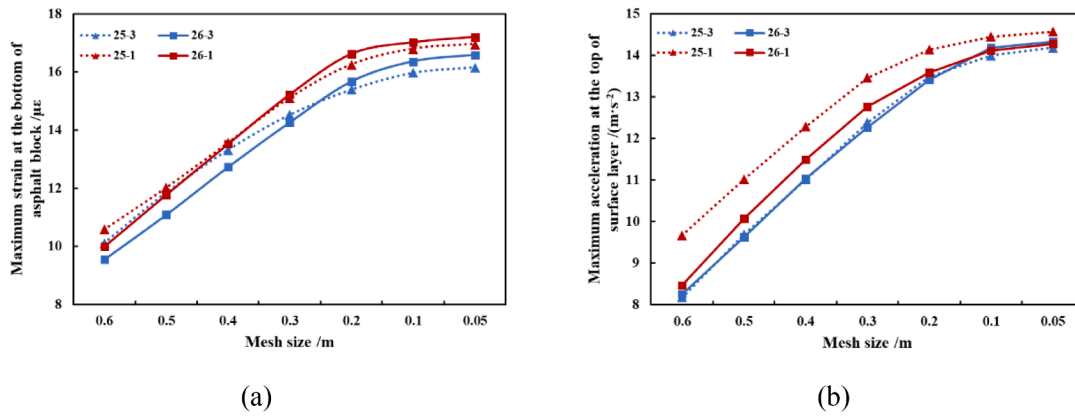 25-3
26-3
25-1
26-1
Maximum strain at the bottom of
asphalt block /με
18
16
14
12
10
8
0.6 0.5 0.4 0.3 0.2 0.1 0.05
Mesh size /m
(a)
25-3
26-3
25-1
26-1
Maximum acceleration at the top of
surface layer /(m·s⁻²)
15
14
13
12
11
10
9
8
0.6 0.5 0.4 0.3 0.2 0.1 0.05
Mesh size /m
(b)